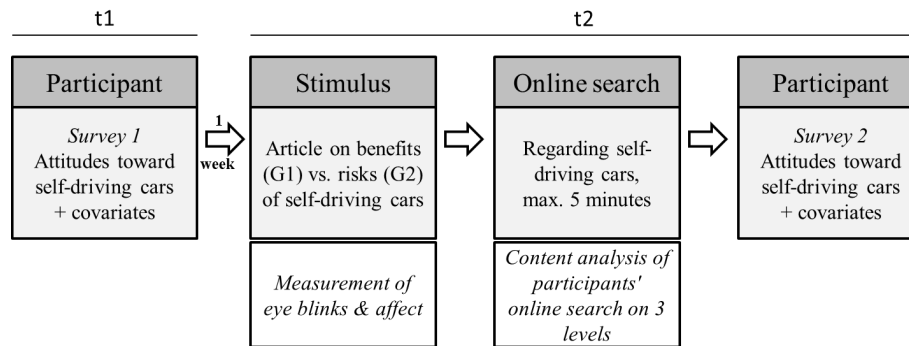 t1
t2
Participant
Survey 1
Attitudes toward
self-driving cars
+ covariates
1
week
Stimulus
Article on benefits
(G1) vs. risks (G2)
of self-driving cars
Measurement of
eye blinks & affect
Online search
Regarding self-
driving cars,
max. 5 minutes
Content analysis of
participants'
online search on 3
levels
Participant
Survey 2
Attitudes toward
self-driving cars
+ covariates